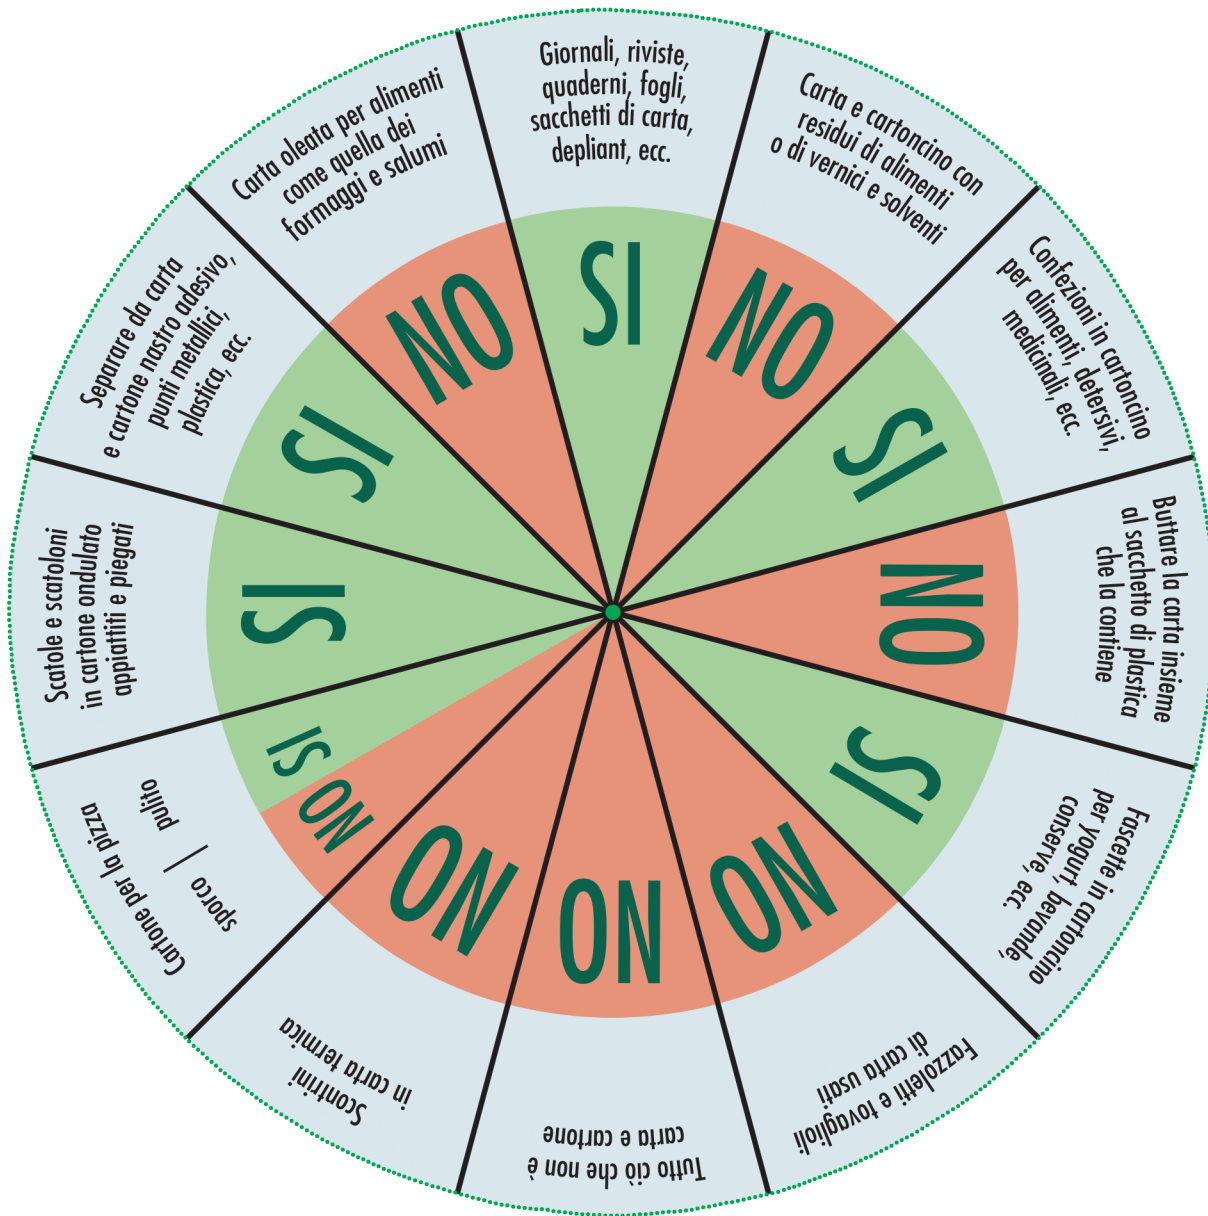 Giornali, riviste,
quaderni, fogli,
sacchetti di carta,
depliant, ecc.
SI
Carta e cartoncino con
residui di alimenti
o di vernici e solventi
NO
Confezioni in cartoncino
per alimenti, detersivi,
medicinali, ecc.
SI
Buttare la carta insieme
al sacchetto di plastica
che la contiene
NO
Fascette in cartoncino
per yogurt, bevande,
conserve, ecc.
SI
Fazzoletti e tovaglioli
di carta usati
NO
Tutto ciò che non è
carta e cartone
NO
Scontrini
in carta termica
NO
Cartone per la pizza
sporco | pulito
NO SI
Scatole e scatoloni
in cartone ondulato
appiattiti e piegati
SI
Separare da carta
e cartone nastro adesivo,
punti metallici,
plastica, ecc.
SI
Carta oleata per alimenti
come quella dei
formaggi e salumi
NO